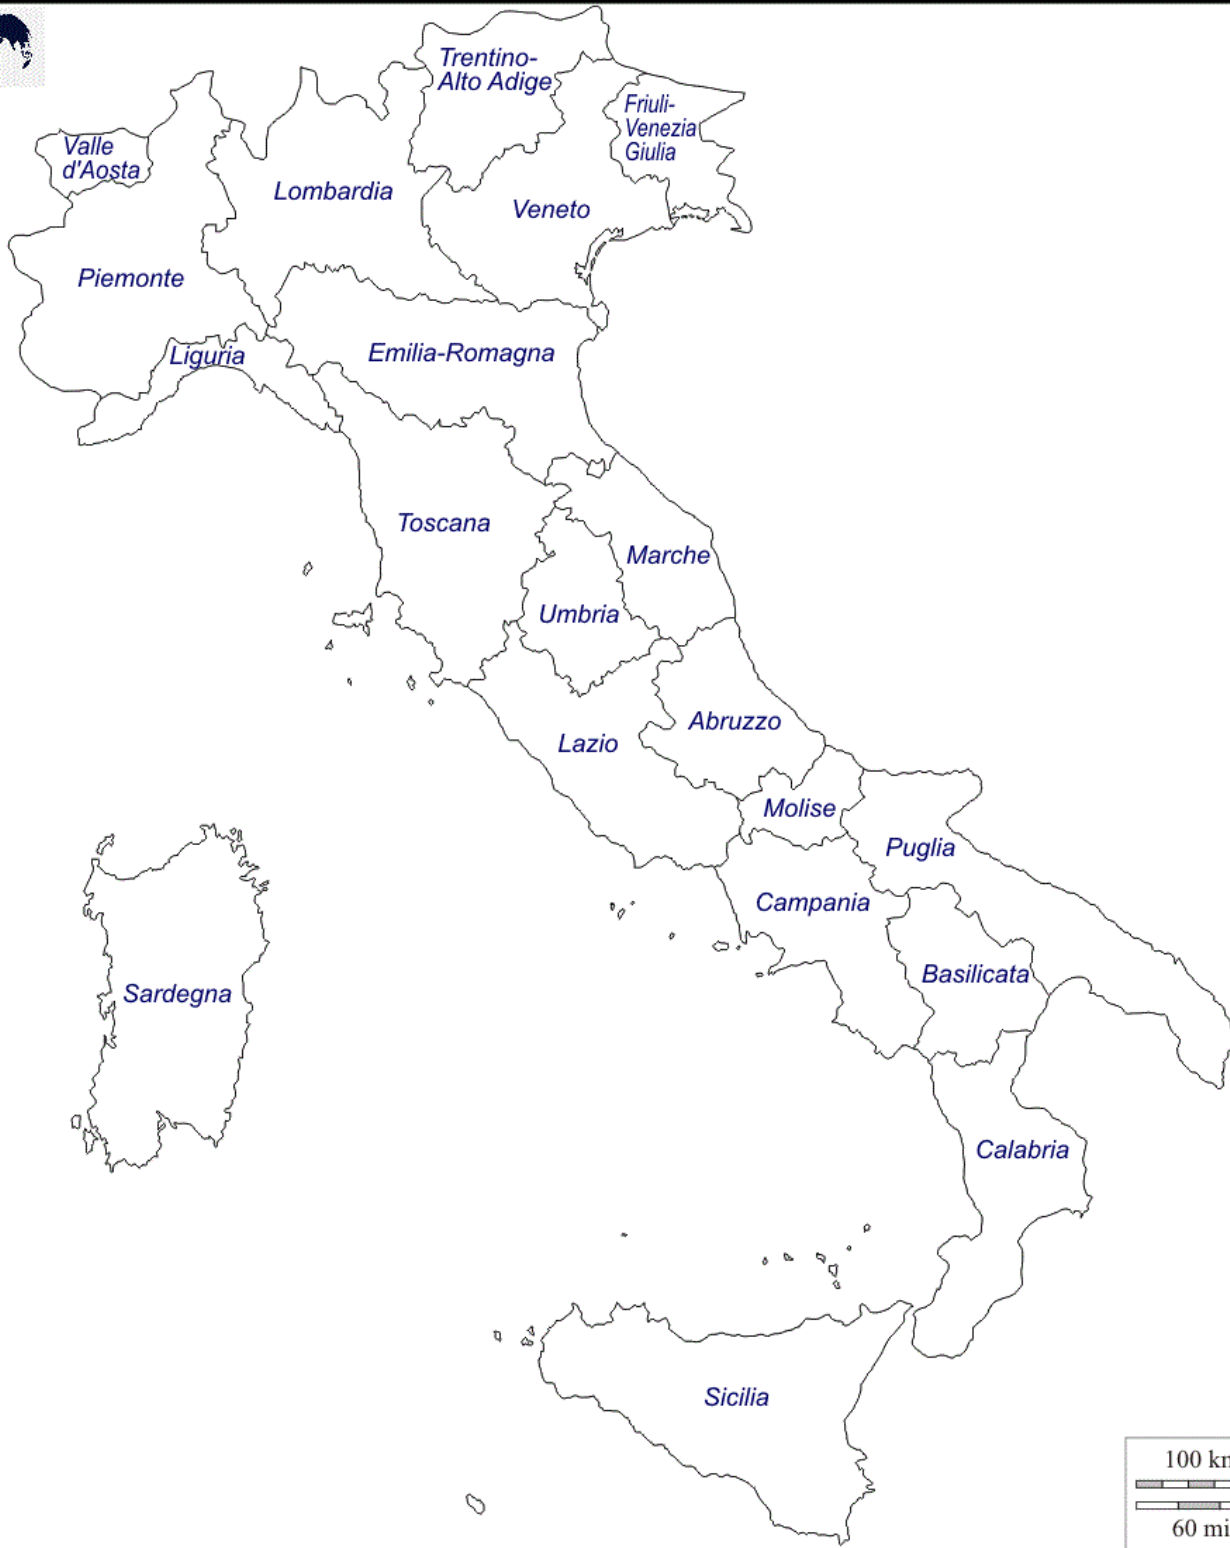 Trentino-
Alto Adige
Friuli-
Venezia
Giulia
Valle
d'Aosta
Lombardia
Veneto
Piemonte
Liguria
Emilia-Romagna
Toscana
Marche
Umbria
Abruzzo
Lazio
Molise
Puglia
Campania
Basilicata
Sardegna
Calabria
Sicilia
100 km
60 mi